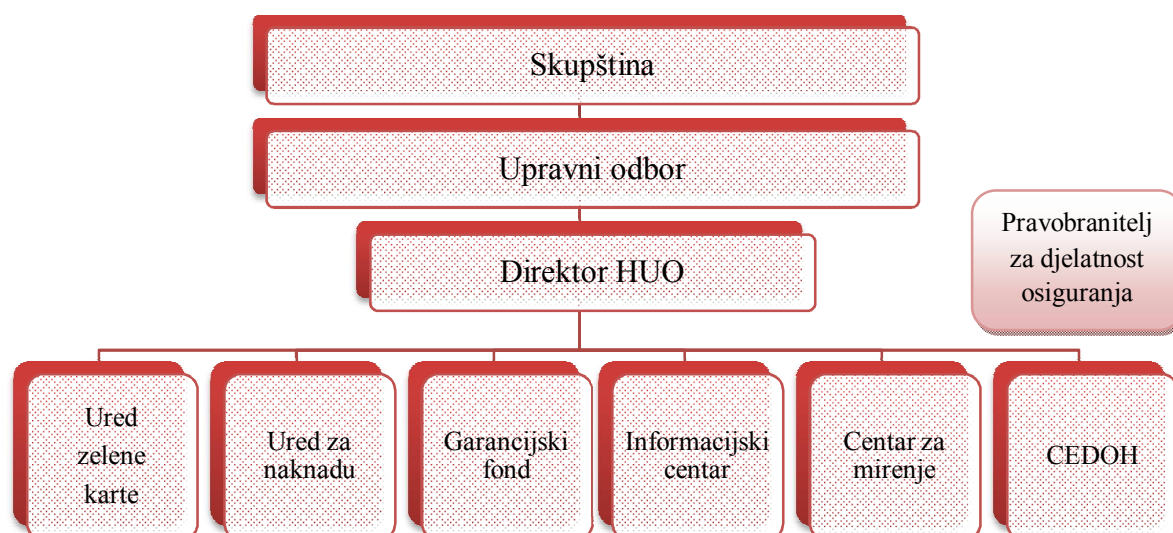 Skupština
Upravni odbor
Direktor HUO
Pravobranitelj
za djelatnost
osiguranja
Ured
zelene
karte
Ured za
naknadu
Garancijski
fond
Informacijski
centar
Centar za
mirenje
CEDOH